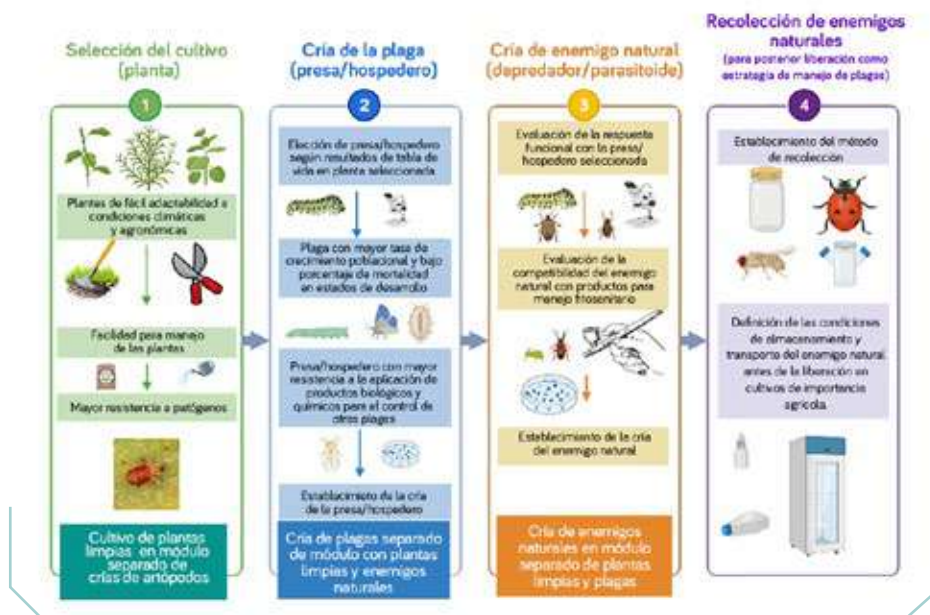 Selección del cultivo
(planta)
1
Plantas de fácil adaptabilidad a
condiciones climáticas
y agronómicas
Facilidad para manejo
de las plantas
Mayor resistencia a patógenos
Cultivo de plantas
limpias en módulo
separado de
crías de artópodos
Cría de la plaga
(presa/hospedero)
2
Elección de presa/hospedero
según resultados de tabla de
vida en planta seleccionada
Plaga con mayor tasa de
crecimiento poblacional y bajo
porcentaje de mortalidad
en estados de desarrollo
Presa/hospedero con mayor
resistencia a la aplicación de
productos biológicos y
químicos para el control de
otras plagas
Establecimiento de la cría
de la presa/hospedero
Cría de plagas separado
de módulo con plantas
limpias y enemigos
naturales
Cría de enemigo natural
(depredador/parasitoide)
3
Evaluación de la respuesta
funcional con la presa/
hospedero seleccionada
Evaluación de la
compatibilidad del enemigo
natural con productos para
manejo fitosanitario
Establecimiento de la cría
del enemigo natural
Cría de enemigos
naturales en módulo
separado de plantas
limpias y plagas
Recolección de enemigos
naturales
(para posterior liberación como
estrategia de manejo de plagas)
4
Establecimiento del método
de recolección
Definición de las condiciones
de almacenamiento y
transporte del enemigo natural
antes de la liberación en
cultivos de importancia
agrícola.